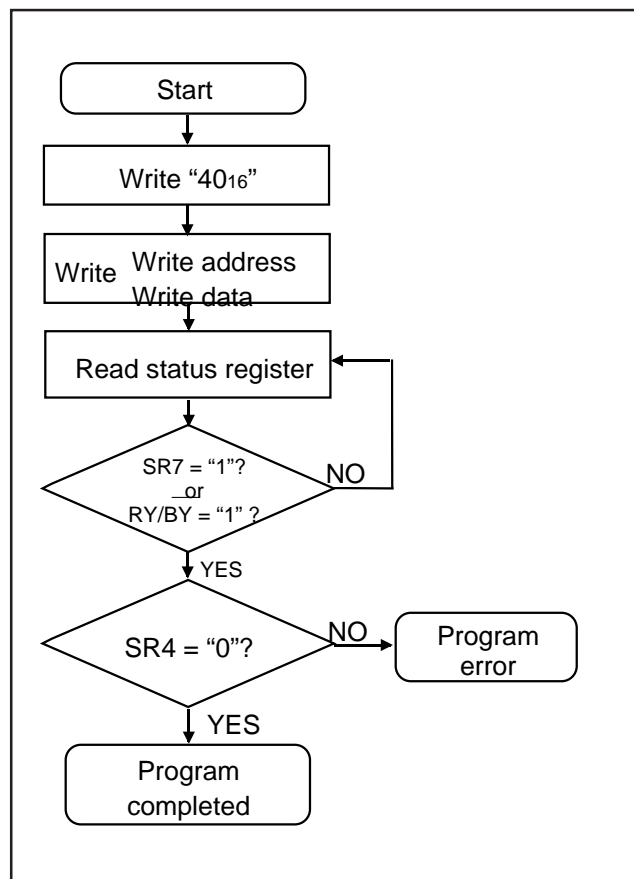 Start
Write “40₁₆”
Write Write address
Write data
Read status register
SR7 = “1”?
or
RY/BY = “1” ?
NO
YES
SR4 = “0”?
NO
Program
error
YES
Program
completed